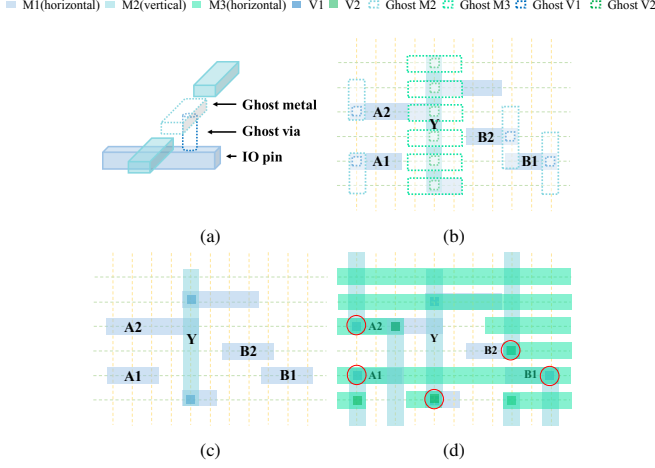 M1(horizontal) M2(vertical) M3(horizontal) V1 V2 Ghost M2 Ghost M3 Ghost V1 Ghost V2
Ghost metal
Ghost via
IO pin
(a)
A2
Y
B2
A1
B1
(b)
A2
Y
B2
A1
B1
(c)
A2
Y
B2
A1
B1
(d)